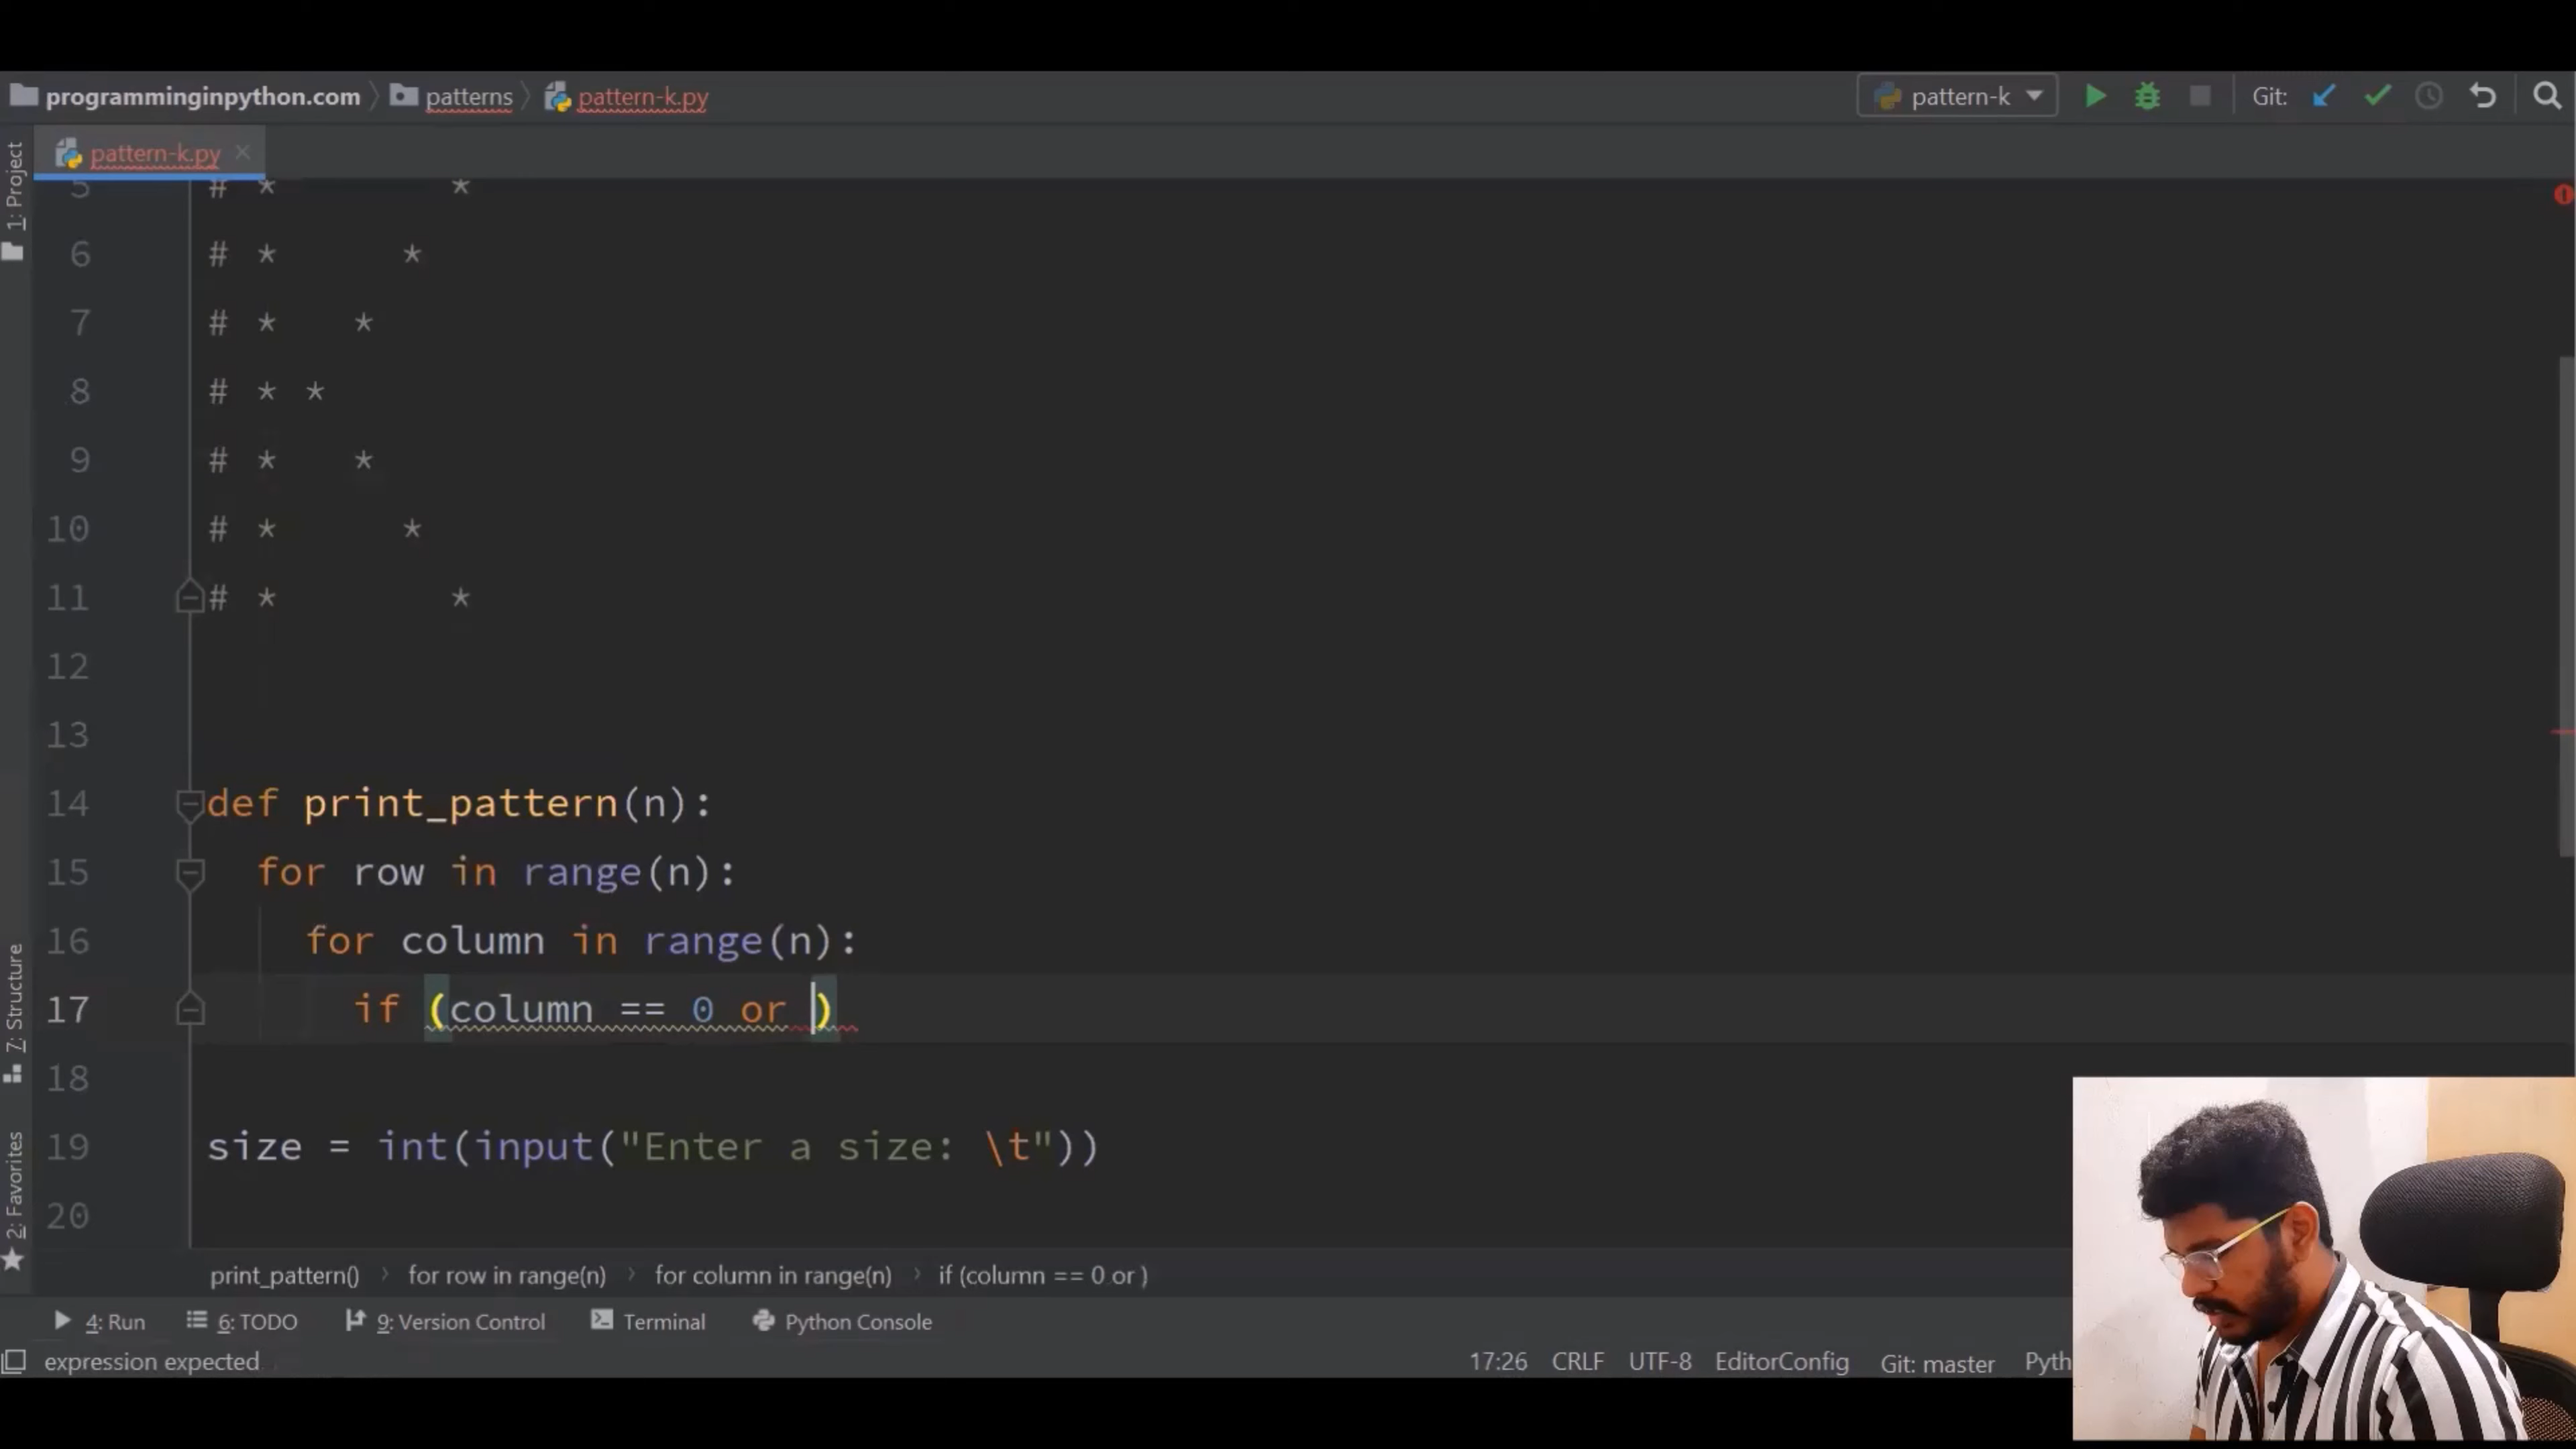 programminginpython.com patterns pattern-k.py pattern-k Git:
pattern-k.py
1: Project
5 # *       *
6 # *     *
7 # *   *
8 # * *
9 # *   *
10 # *     *
11 # *       *
12
13
14 def print_pattern(n):
15 for row in range(n):
16 for column in range(n):
17 if (column == 0 or )
18
19 size = int(input("Enter a size: \t"))
20
7: Structure
2: Favorites
print_pattern() for row in range(n) for column in range(n) if (column == 0 or )
4: Run 6: TODO 9: Version Control Terminal Python Console
expression expected 17:26 CRLF UTF-8 EditorConfig Git: master Pyth